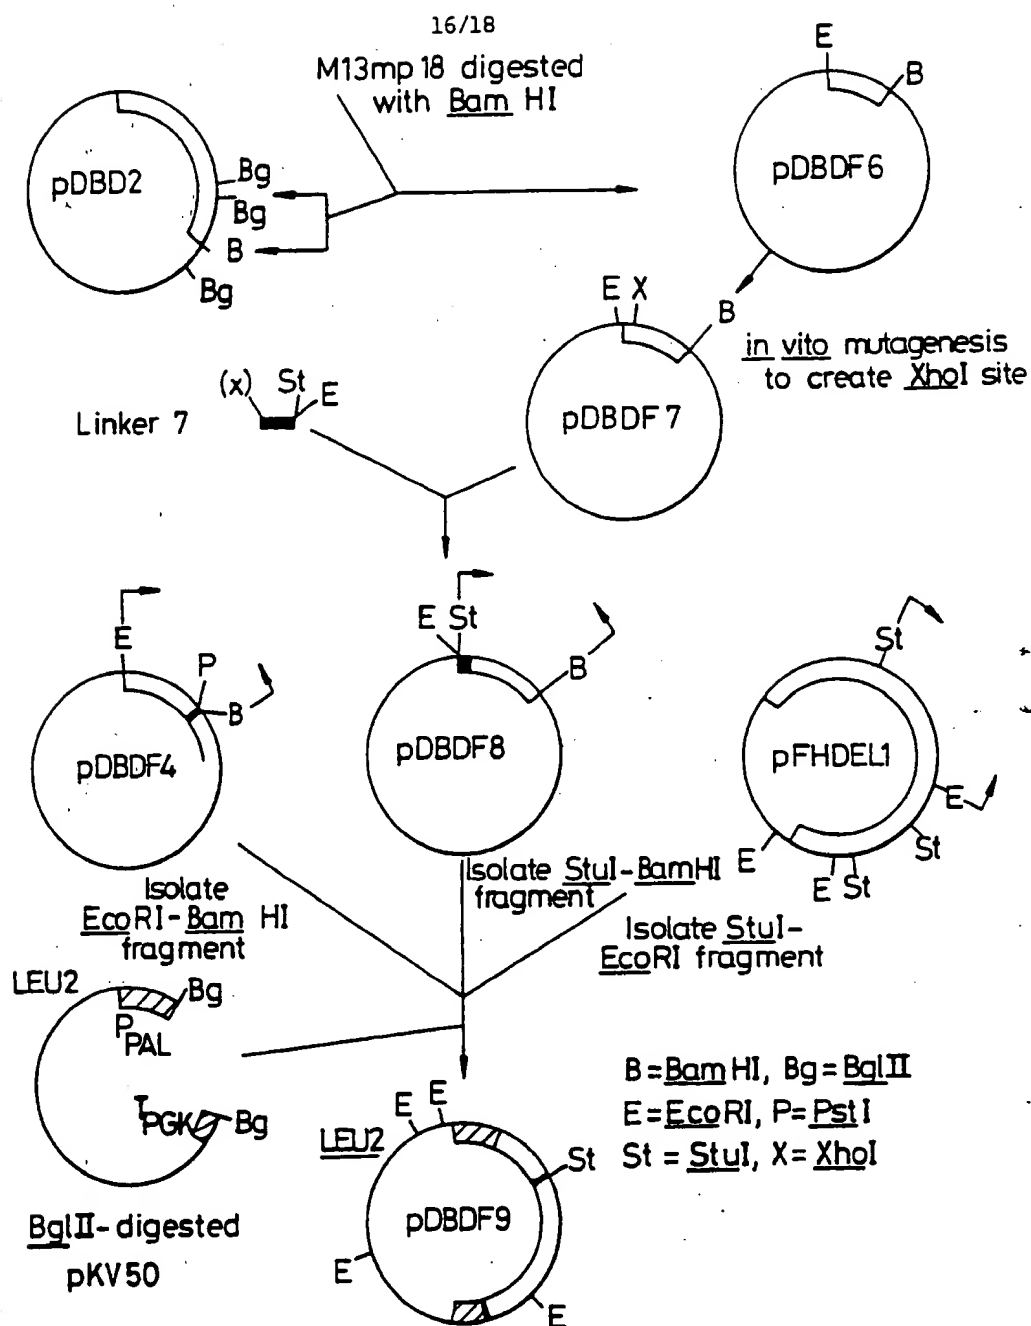 16/18
M13mp 18 digested
with Bam HI
pDBD2
Bg
Bg
B
Bg
E
B
pDBDF6
E X
B
pDBDF7
in vito mutagenesis
to create XhoI site
Linker 7
(x)
St
E
E
P
B
pDBDF4
E St
B
pDBDF8
St
E
St
E St
E
pFHDEL1
Isolate
EcoRI-Bam HI
fragment
Isolate StuI-BamHI
fragment
Isolate StuI-
EcoRI fragment
LEU2
Bg
PPAL
TPGK
Bg
BglII-digested
pKV50
E
E
LEU2
St
pDBDF9
E
E
B=Bam HI, Bg=BglII
E=EcoRI, P=PstI
St = StuI, X=XhoI